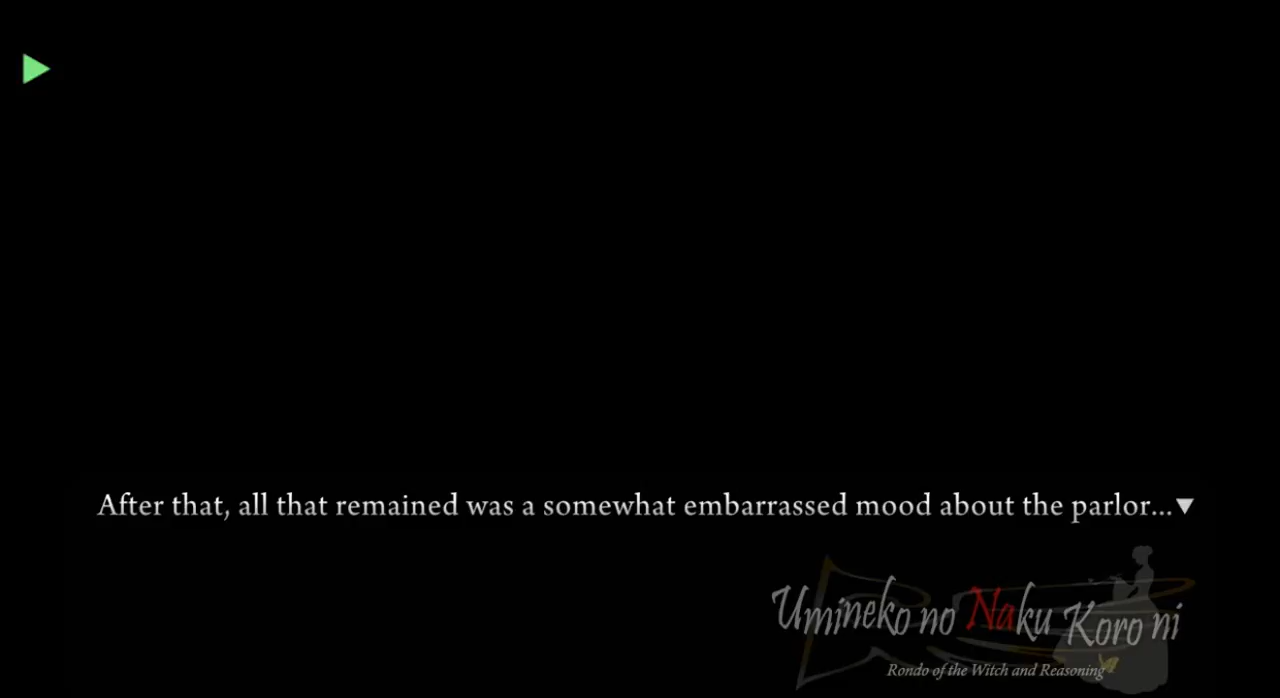 After that, all that remained was a somewhat embarrassed mood about the parlor...
Umineko no Naku Koro ni
Rondo of the Witch and Reasoning